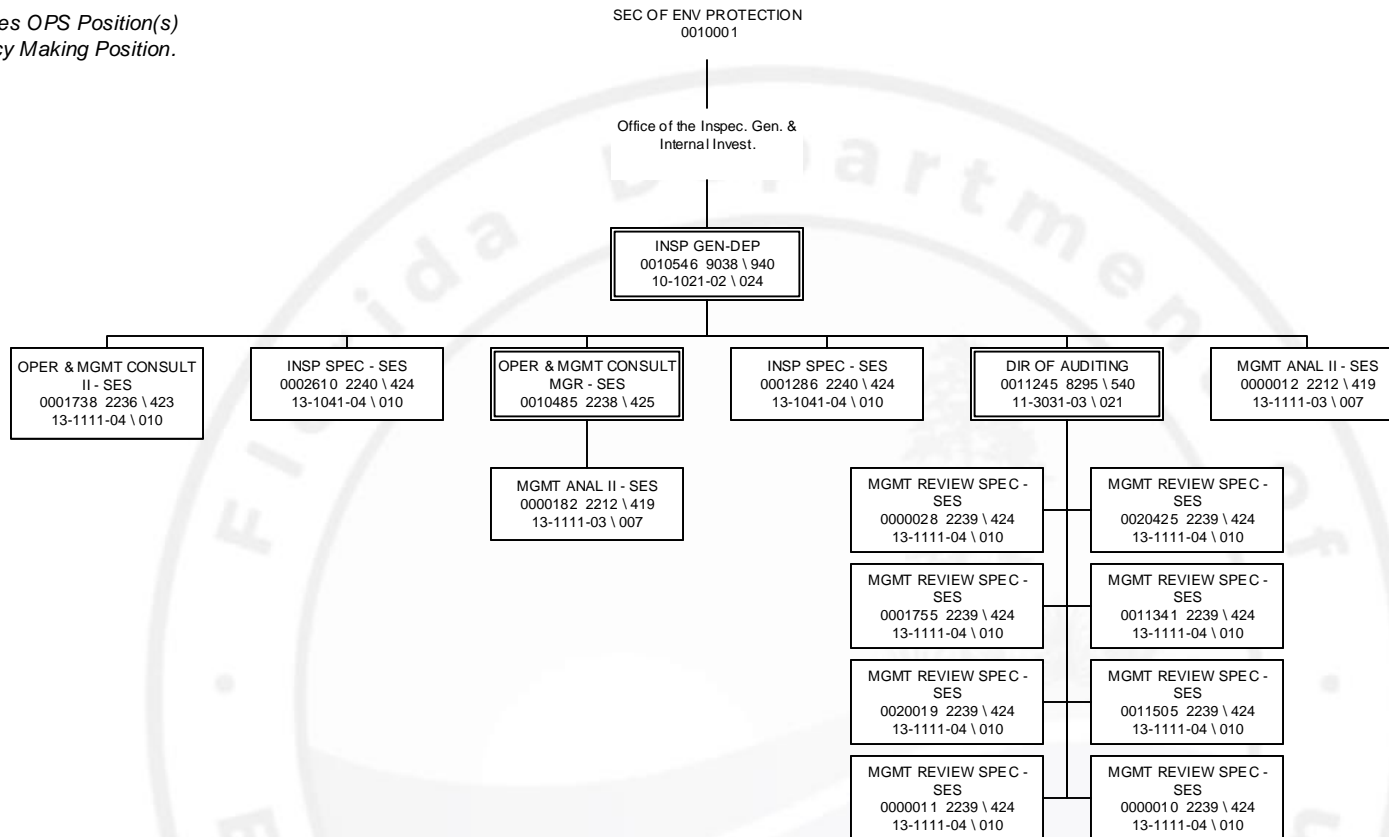 es OPS Position(s)
cy Making Position.
SEC OF ENV PROTECTION
0010001
Office of the Inspec. Gen. &
Internal Invest.
INSP GEN-DEP
0010546 9038 \ 940
10-1021-02 \ 024
OPER & MGMT CONSULT
II - SES
0001738 2236 \ 423
13-1111-04 \ 010
INSP SPEC - SES
0002610 2240 \ 424
13-1041-04 \ 010
OPER & MGMT CONSULT
MGR - SES
0010485 2238 \ 425
INSP SPEC - SES
0001286 2240 \ 424
13-1041-04 \ 010
DIR OF AUDITING
0011245 8295 \ 540
11-3031-03 \ 021
MGMT ANAL II - SES
0000012 2212 \ 419
13-1111-03 \ 007
MGMT ANAL II - SES
0000182 2212 \ 419
13-1111-03 \ 007
MGMT REVIEW SPEC -
SES
0000028 2239 \ 424
13-1111-04 \ 010
MGMT REVIEW SPEC -
SES
0020425 2239 \ 424
13-1111-04 \ 010
MGMT REVIEW SPEC -
SES
0001755 2239 \ 424
13-1111-04 \ 010
MGMT REVIEW SPEC -
SES
0011341 2239 \ 424
13-1111-04 \ 010
MGMT REVIEW SPEC -
SES
0020019 2239 \ 424
13-1111-04 \ 010
MGMT REVIEW SPEC -
SES
0011505 2239 \ 424
13-1111-04 \ 010
MGMT REVIEW SPEC -
SES
0000011 2239 \ 424
13-1111-04 \ 010
MGMT REVIEW SPEC -
SES
0000010 2239 \ 424
13-1111-04 \ 010
Florida Department of